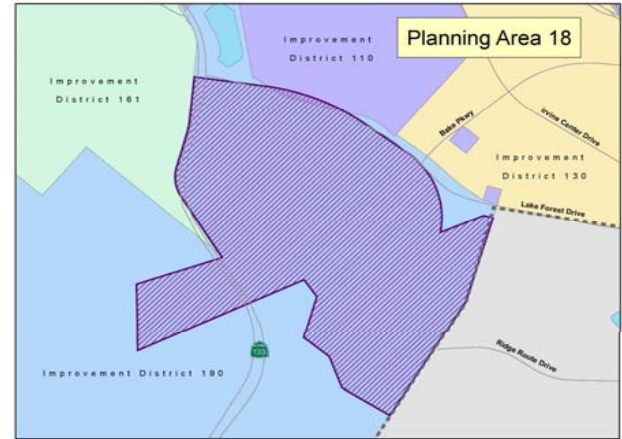 Planning Area 18
Improvement
District 110
Improvement
District 161
Bake Pkwy
Irvine Center Drive
Improvement
District 130
Lake Forest Drive
133
Ridge Route Drive
Improvement District 190